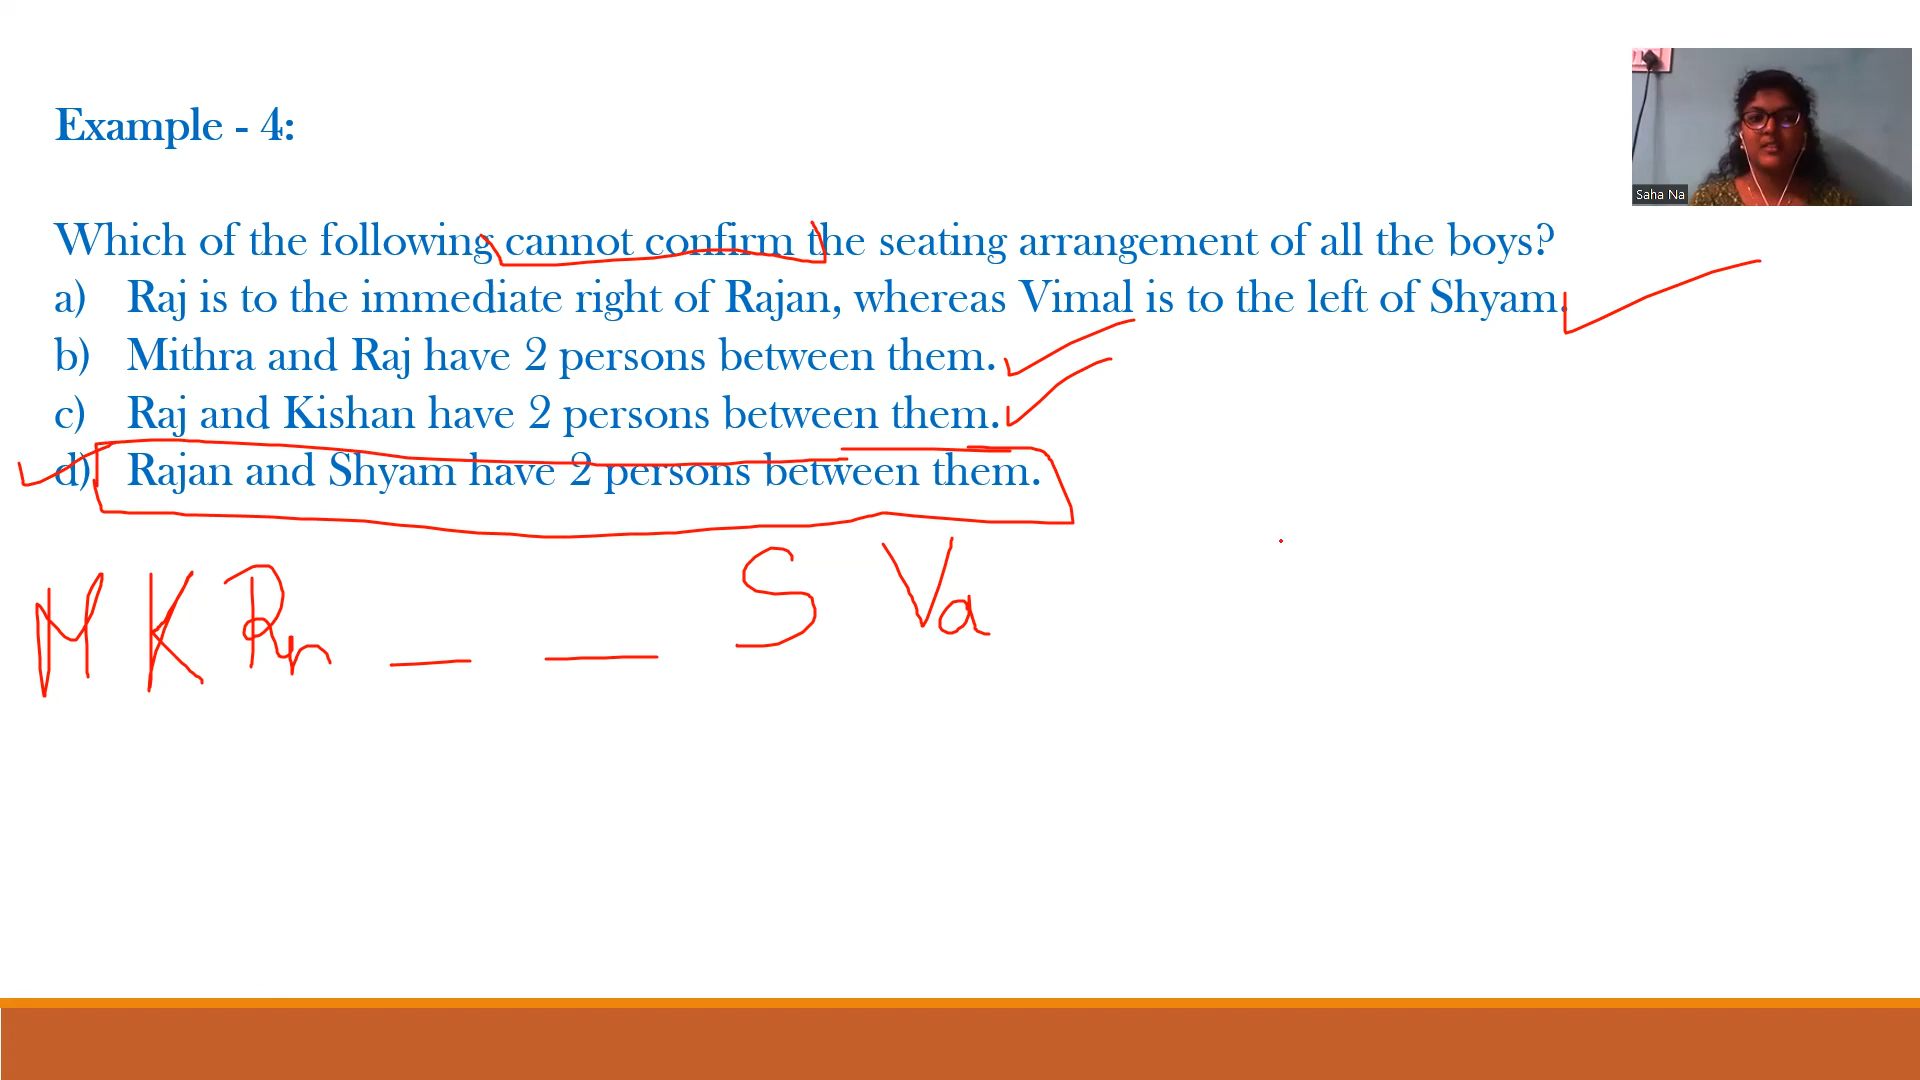 Saha Na
Example - 4:
Which of the following cannot confirm the seating arrangement of all the boys?
a) Raj is to the immediate right of Rajan, whereas Vimal is to the left of Shyam.
b) Mithra and Raj have 2 persons between them.
c) Raj and Kishan have 2 persons between them.
d) Rajan and Shyam have 2 persons between them.
M K Rn _ _ S Va